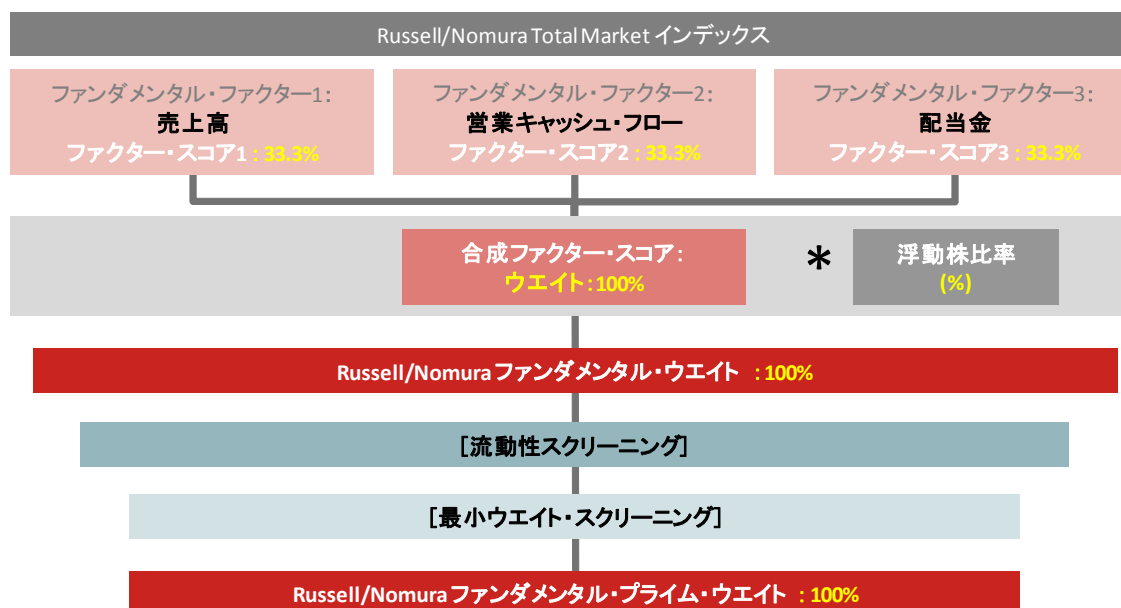 Russell/Nomura Total Market インデックス
ファンダメンタル・ファクター1:
売上高
ファクター・スコア1 : 33.3%
ファンダメンタル・ファクター2:
営業キャッシュ・フロー
ファクター・スコア2 : 33.3%
ファンダメンタル・ファクター3:
配当金
ファクター・スコア3 : 33.3%
合成ファクター・スコア:
ウエイト:100%
*
浮動株比率
(%)
Russell/Nomuraファンダメンタル・ウエイト : 100%
[流動性スクリーニング]
[最小ウエイト・スクリーニング]
Russell/Nomuraファンダメンタル・プライム・ウエイト : 100%